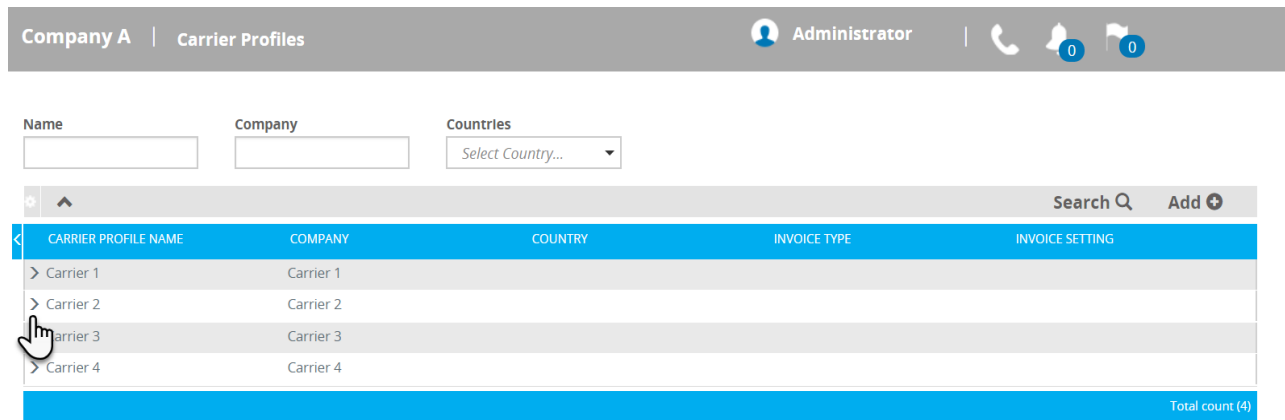 Company A | Carrier Profiles Administrator | 0 0
Name Company Countries
Select Country...
Search Add
CARRIER PROFILE NAME COMPANY COUNTRY INVOICE TYPE INVOICE SETTING
Carrier 1 Carrier 1
Carrier 2 Carrier 2
arrier 3 Carrier 3
Carrier 4 Carrier 4
Total count (4)